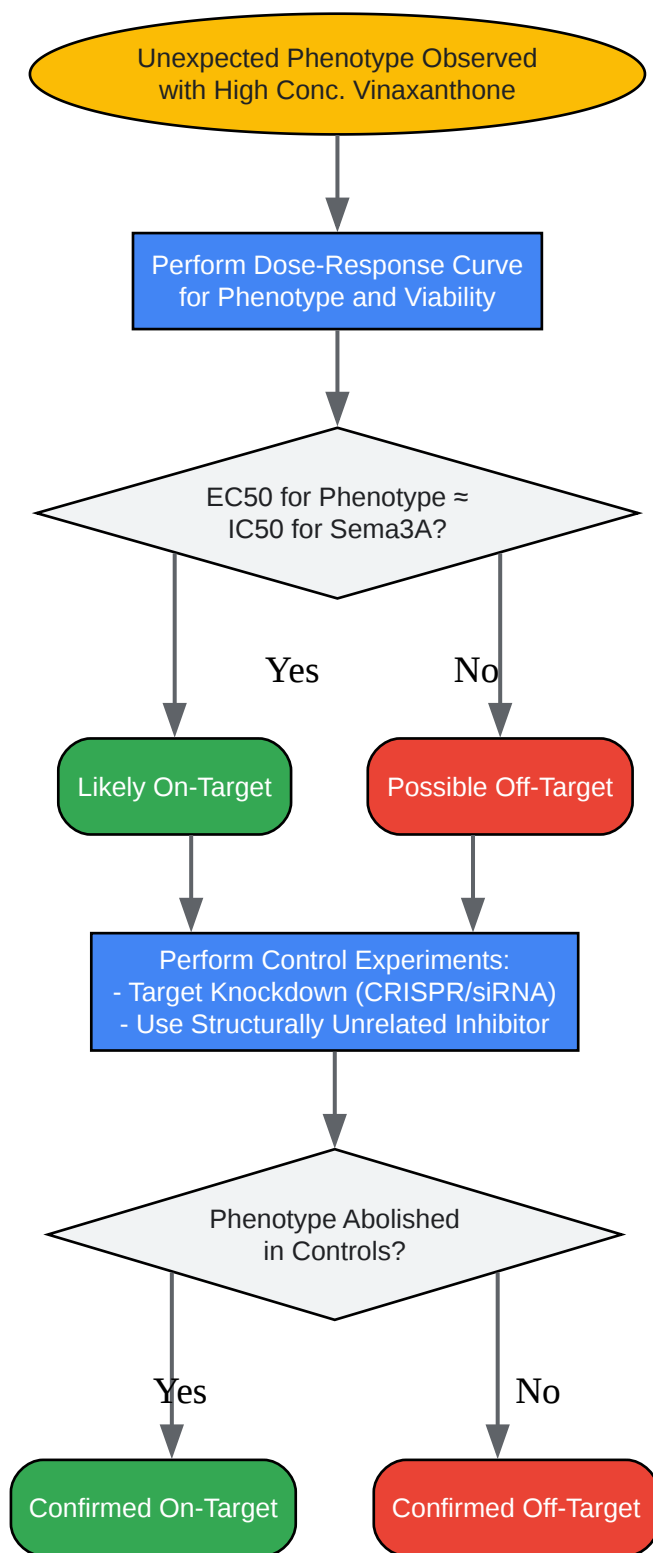 Unexpected Phenotype Observed
with High Conc. Vinaxanthone
Perform Dose-Response Curve
for Phenotype and Viability
EC50 for Phenotype ≈
IC50 for Sema3A?
Yes
No
Likely On-Target
Possible Off-Target
Perform Control Experiments:
- Target Knockdown (CRISPR/siRNA)
- Use Structurally Unrelated Inhibitor
Phenotype Abolished
in Controls?
Yes
No
Confirmed On-Target
Confirmed Off-Target